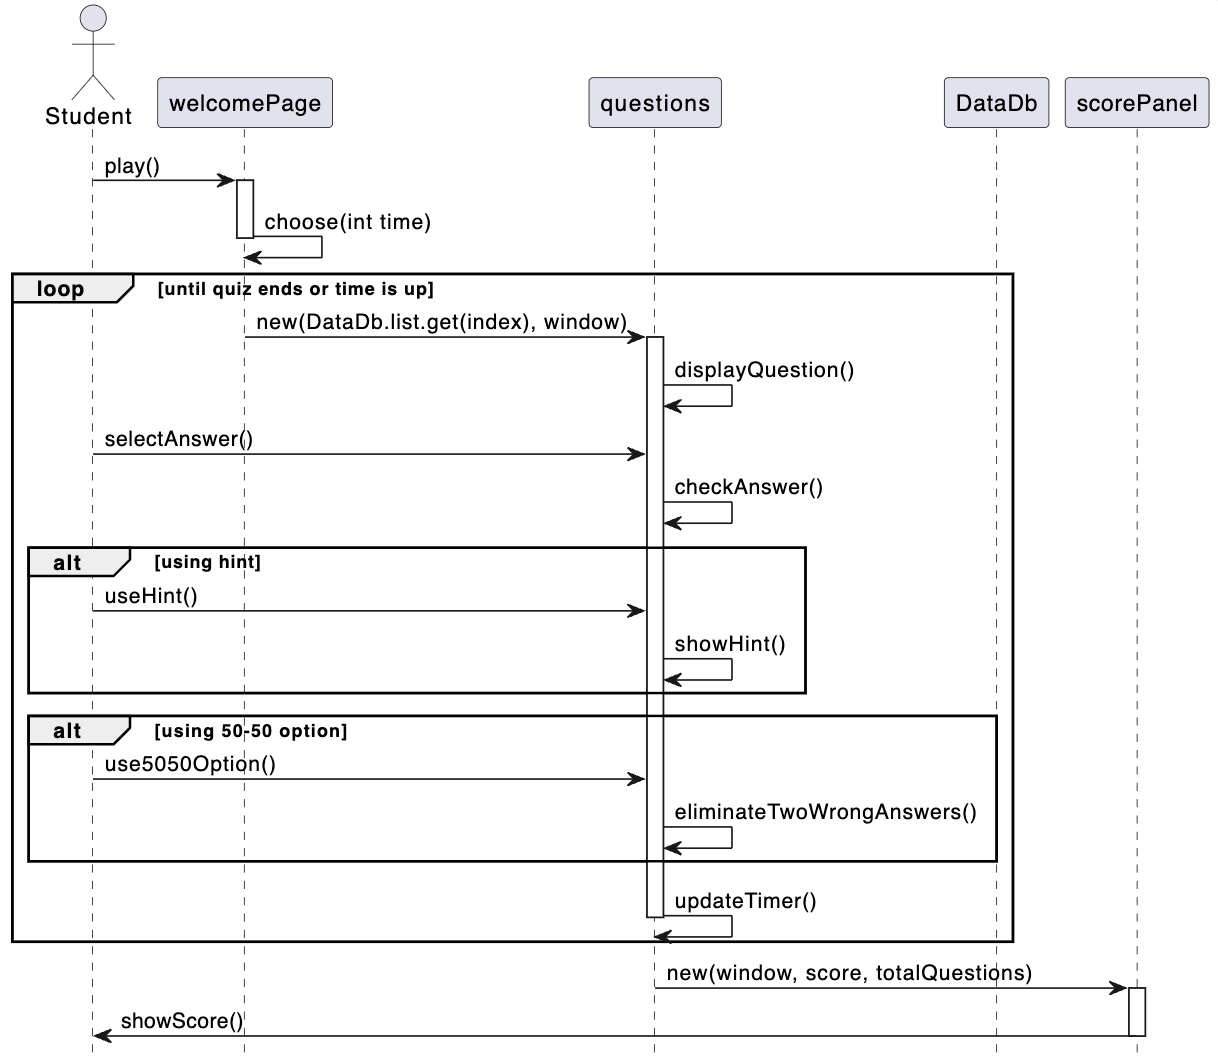 Student
welcomePage
questions
DataDb
scorePanel
play()
choose(int time)
loop
[until quiz ends or time is up]
new(DataDb.list.get(index), window)
displayQuestion()
selectAnswer()
checkAnswer()
alt
[using hint]
useHint()
showHint()
alt
[using 50-50 option]
use5050Option()
eliminateTwoWrongAnswers()
updateTimer()
new(window, score, totalQuestions)
showScore()